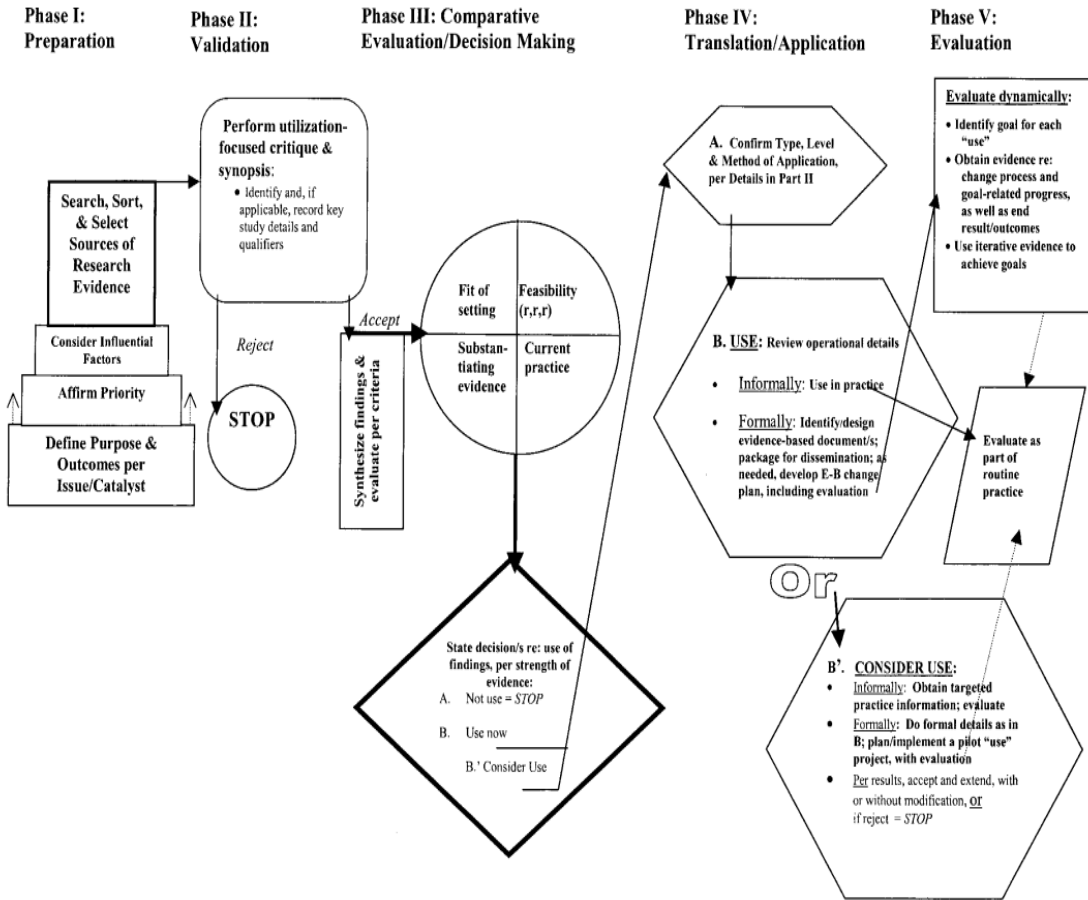 Phase I:
Preparation
Phase II:
Validation
Phase III: Comparative
Evaluation/Decision Making
Phase IV:
Translation/Application
Phase V:
Evaluation
Search, Sort,
& Select
Sources of
Research
Evidence
Consider Influential
Factors
Affirm Priority
Define Purpose &
Outcomes per
Issue/Catalyst
Perform utilization-
focused critique &
synopsis:
• Identify and, if
applicable, record key
study details and
qualifiers
Reject
STOP
Accept
Synthesize findings &
evaluate per criteria
Fit of
setting
Feasibility
(r,r,r)
Substan-
tiating
evidence
Current
practice
State decision/s re: use of
findings, per strength of
evidence:
A. Not use = STOP
B. Use now
B.' Consider Use
A. Confirm Type, Level
& Method of Application,
per Details in Part II
B. USE: Review operational details
• Informally: Use in practice
• Formally: Identify/design
evidence-based document/s;
package for dissemination; as
needed, develop E-B change
plan, including evaluation
Or
B'. CONSIDER USE:
• Informally: Obtain targeted
practice information; evaluate
• Formally: Do formal details as in
B; plan/implement a pilot “use”
project, with evaluation
• Per results, accept and extend, with
or without modification, or
if reject = STOP
Evaluate dynamically:
• Identify goal for each
“use”
• Obtain evidence re:
change process and
goal-related progress,
as well as end
result/outcomes
• Use iterative evidence to
achieve goals
Evaluate as
part of
routine
practice